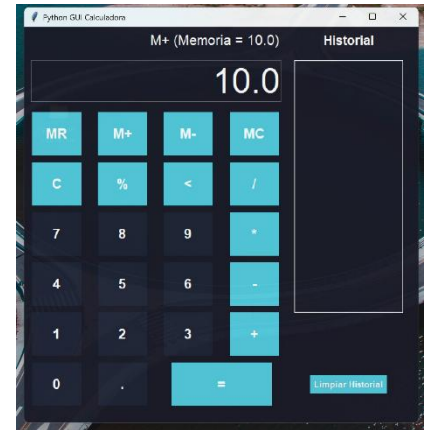 Python GUI Calculadora
M+ (Memoria = 10.0) Historial
10.0
MR M+ M- MC
C % < /
7 8 9 *
4 5 6 -
1 2 3 +
0 . =
Limpiar Historial